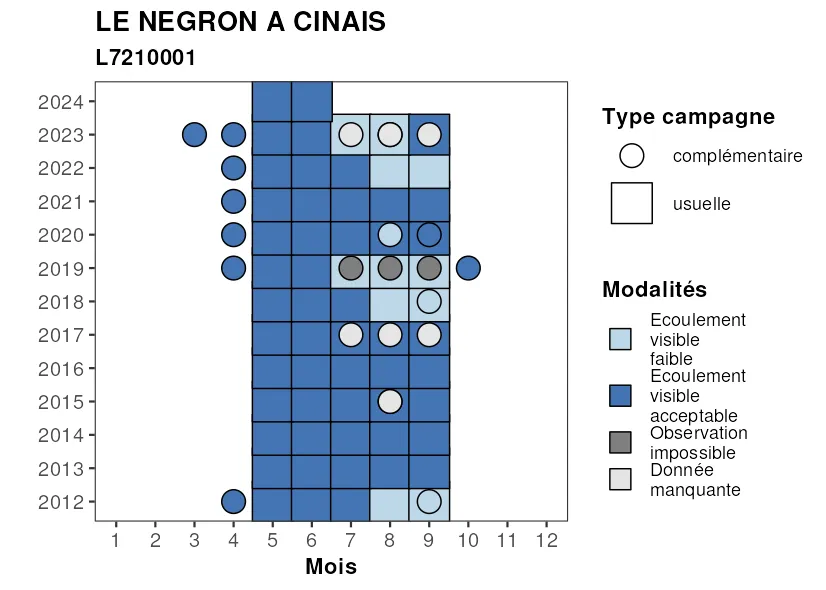 LE NEGRON A CINAIS
L7210001
2024
2023
2022
2021
2020
2019
2018
2017
2016
2015
2014
2013
2012
1 2 3 4 5 6 7 8 9 10 11 12
Mois
Type campagne
complémentaire
usuelle
Modalités
Ecoulement
visible
faible
Ecoulement
visible
acceptable
Observation
impossible
Donnée
manquante